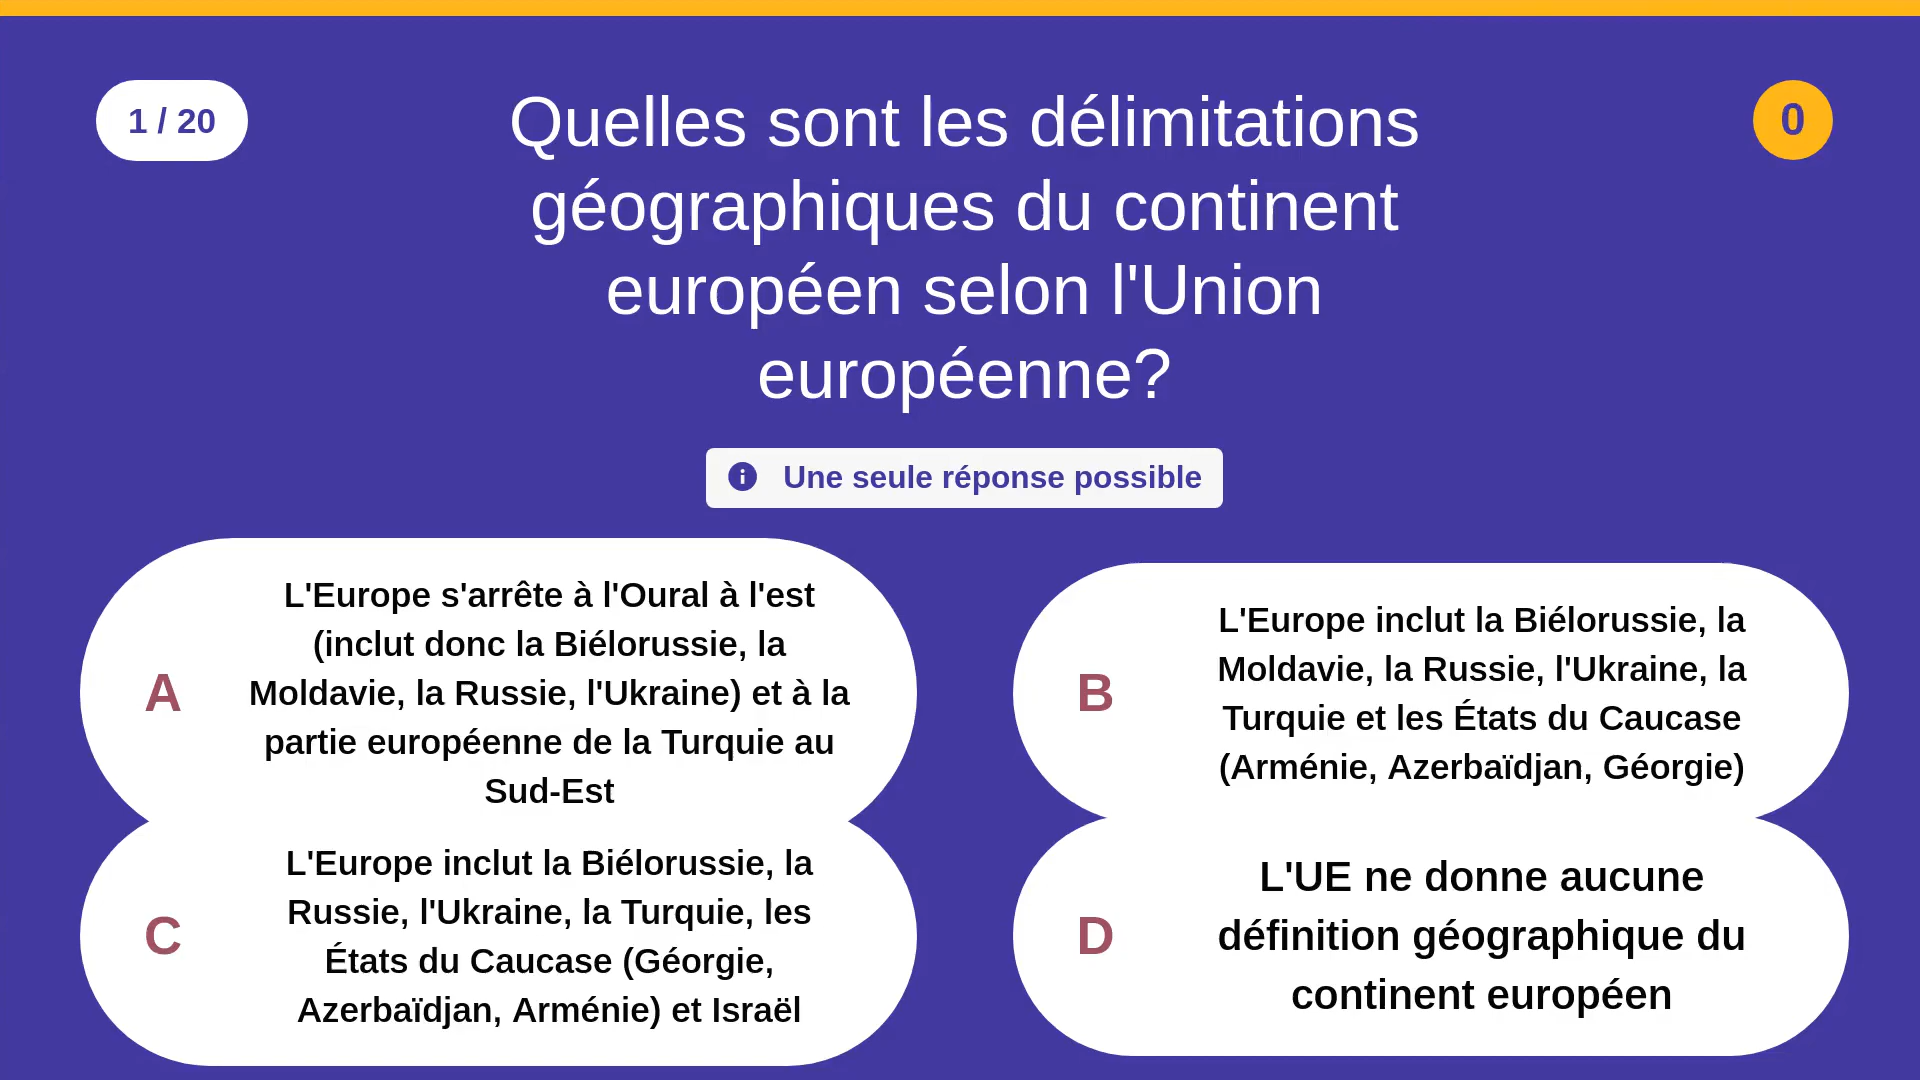 1 / 20
Quelles sont les délimitations
géographiques du continent
européen selon l'Union
européenne?
0
Une seule réponse possible
A
L'Europe s'arrête à l'Oural à l'est
(inclut donc la Biélorussie, la
Moldavie, la Russie, l'Ukraine) et à la
partie européenne de la Turquie au
Sud-Est
B
L'Europe inclut la Biélorussie, la
Moldavie, la Russie, l'Ukraine, la
Turquie et les États du Caucase
(Arménie, Azerbaïdjan, Géorgie)
C
L'Europe inclut la Biélorussie, la
Russie, l'Ukraine, la Turquie, les
États du Caucase (Géorgie,
Azerbaïdjan, Arménie) et Israël
D
L'UE ne donne aucune
définition géographique du
continent européen